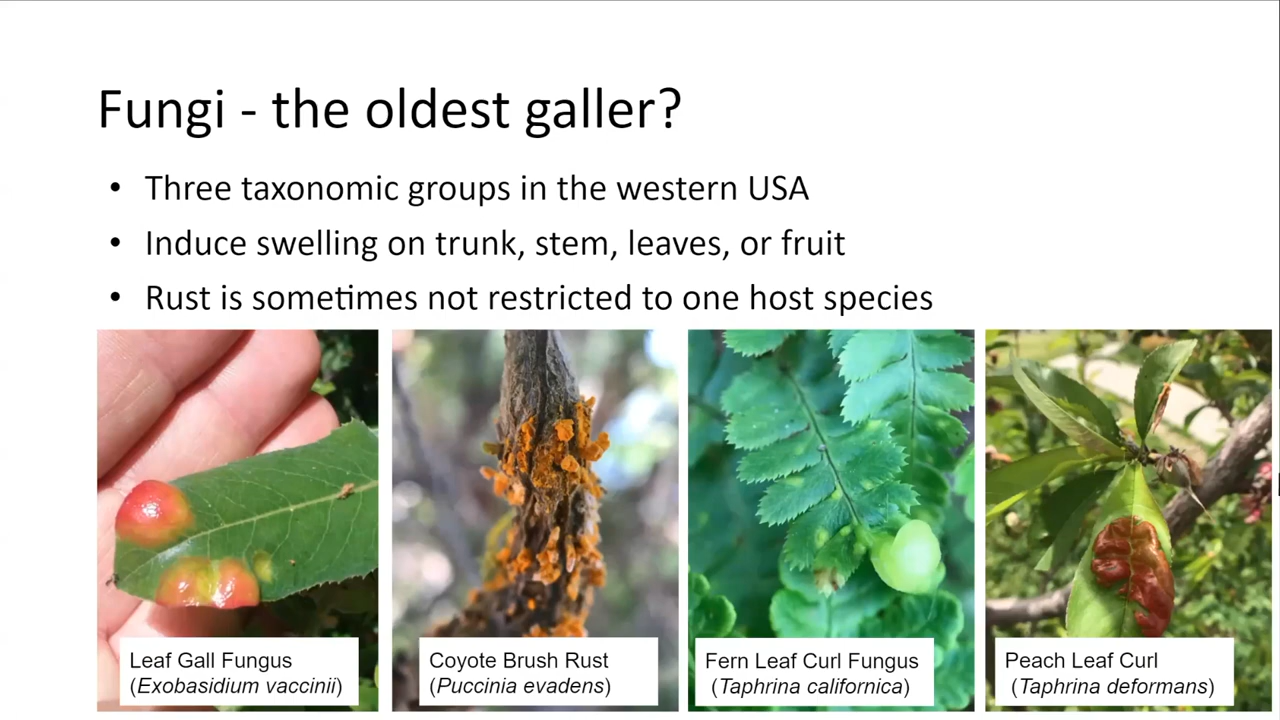 Fungi - the oldest galler?
• Three taxonomic groups in the western USA
• Induce swelling on trunk, stem, leaves, or fruit
• Rust is sometimes not restricted to one host species
Leaf Gall Fungus
(Exobasidium vaccinii)
Coyote Brush Rust
(Puccinia evadens)
Fern Leaf Curl Fungus
(Taphrina californica)
Peach Leaf Curl
(Taphrina deformans)